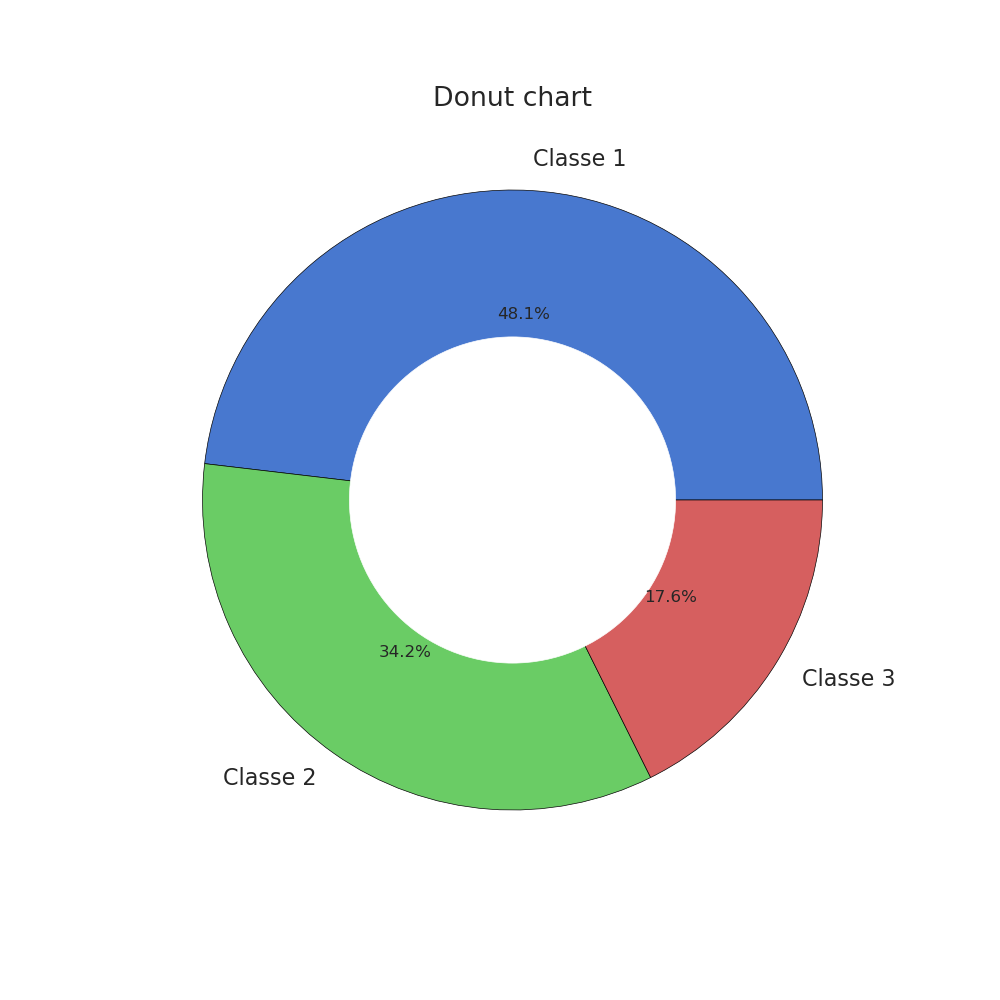 Donut chart
Classe 1
48.1%
17.6%
34.2%
Classe 3
Classe 2